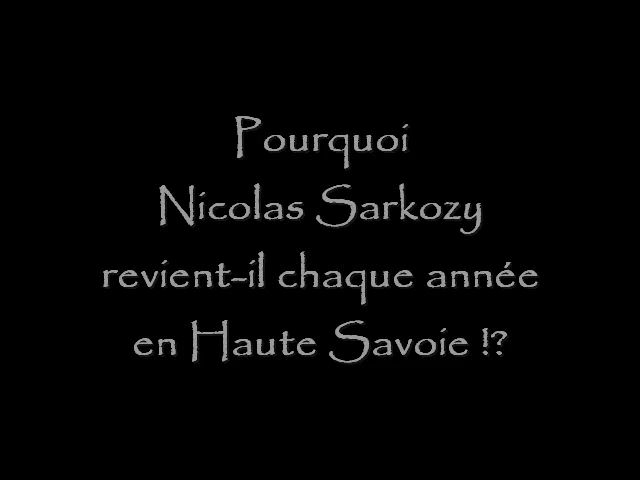 Pourquoi
Nicolas Sarkozy
revient-il chaque année
en Haute Savoie !?